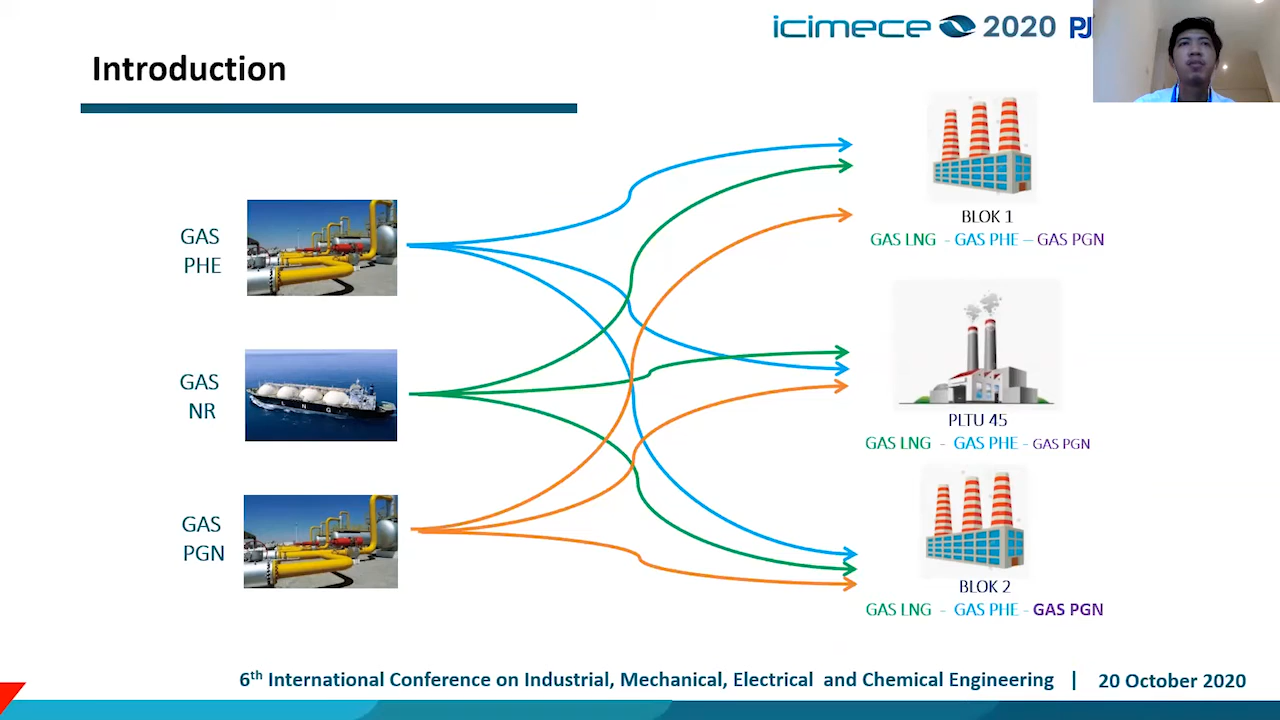 icimece 2020 PJ
Introduction
GAS
PHE
GAS
NR
GAS
PGN
L N G
BLOK 1
GAS LNG - GAS PHE – GAS PGN
PLTU 45
GAS LNG - GAS PHE - GAS PGN
BLOK 2
GAS LNG - GAS PHE - GAS PGN
6th International Conference on Industrial, Mechanical, Electrical and Chemical Engineering | 20 October 2020